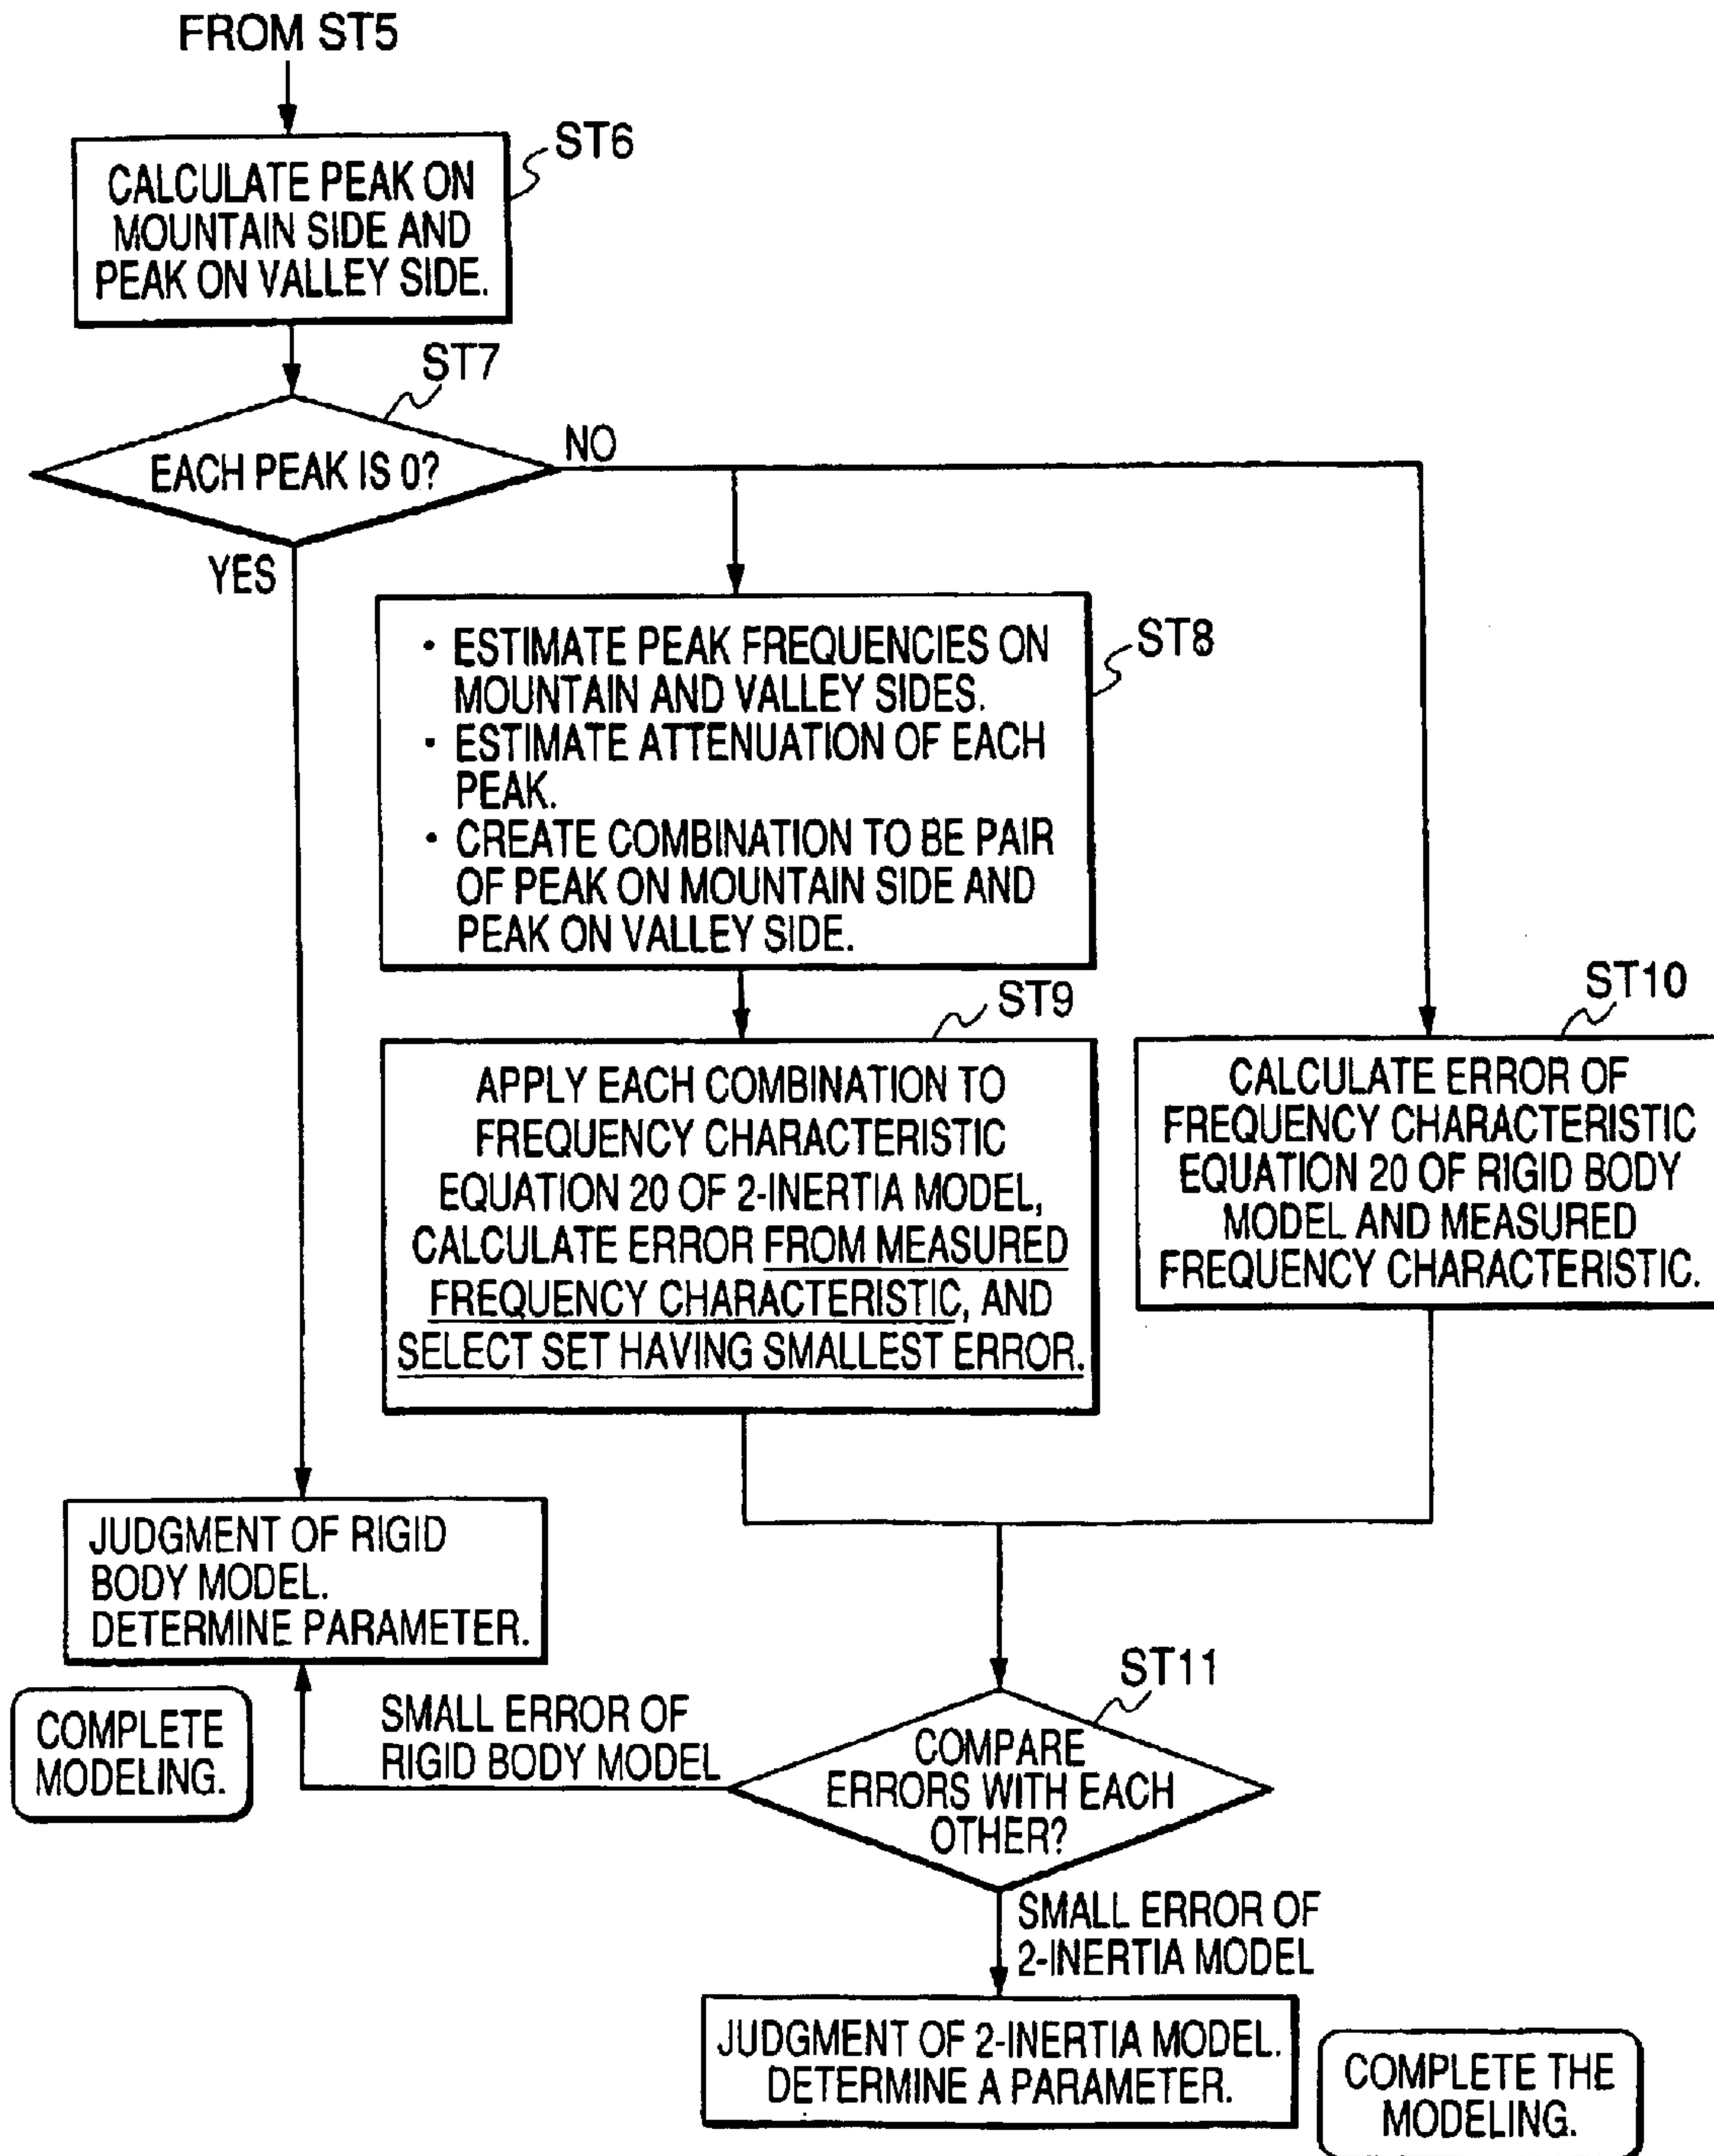 FROM ST5
ST6
CALCULATE PEAK ON
MOUNTAIN SIDE AND
PEAK ON VALLEY SIDE.
ST7
EACH PEAK IS 0?
NO
YES
ST8
· ESTIMATE PEAK FREQUENCIES ON
MOUNTAIN AND VALLEY SIDES.
· ESTIMATE ATTENUATION OF EACH
PEAK.
· CREATE COMBINATION TO BE PAIR
OF PEAK ON MOUNTAIN SIDE AND
PEAK ON VALLEY SIDE.
ST9
APPLY EACH COMBINATION TO
FREQUENCY CHARACTERISTIC
EQUATION 20 OF 2-INERTIA MODEL,
CALCULATE ERROR FROM MEASURED
FREQUENCY CHARACTERISTIC, AND
SELECT SET HAVING SMALLEST ERROR.
ST10
CALCULATE ERROR OF
FREQUENCY CHARACTERISTIC
EQUATION 20 OF RIGID BODY
MODEL AND MEASURED
FREQUENCY CHARACTERISTIC.
JUDGMENT OF RIGID
BODY MODEL.
DETERMINE PARAMETER.
COMPLETE
MODELING.
SMALL ERROR OF
RIGID BODY MODEL
ST11
COMPARE
ERRORS WITH EACH
OTHER?
SMALL ERROR OF
2-INERTIA MODEL
JUDGMENT OF 2-INERTIA MODEL.
DETERMINE A PARAMETER.
COMPLETE THE
MODELING.